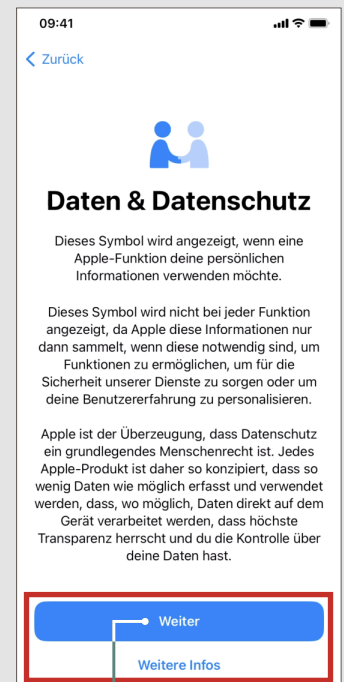 09:41
Zurück
Daten & Datenschutz
Dieses Symbol wird angezeigt, wenn eine
Apple-Funktion deine persönlichen
Informationen verwenden möchte.
Dieses Symbol wird nicht bei jeder Funktion
angezeigt, da Apple diese Informationen nur
dann sammelt, wenn diese notwendig sind, um
Funktionen zu ermöglichen, um für die
Sicherheit unserer Dienste zu sorgen oder um
deine Benutzererfahrung zu personalisieren.
Apple ist der Überzeugung, dass Datenschutz
ein grundlegendes Menschenrecht ist. Jedes
Apple-Produkt ist daher so konzipiert, dass so
wenig Daten wie möglich erfasst und verwendet
werden, dass, wo möglich, Daten direkt auf dem
Gerät verarbeitet werden, dass höchste
Transparenz herrscht und du die Kontrolle über
deine Daten hast.
Weiter
Weitere Infos